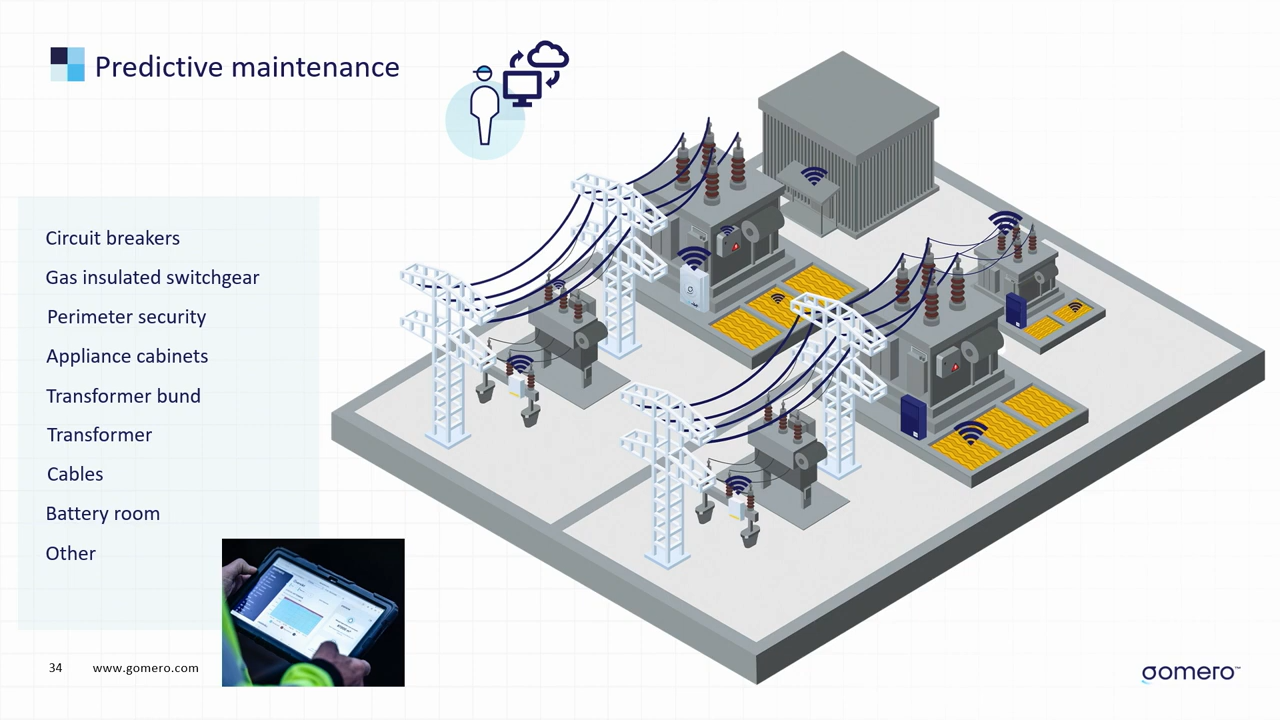 Predictive maintenance
Circuit breakers
Gas insulated switchgear
Perimeter security
Appliance cabinets
Transformer bund
Transformer
Cables
Battery room
Other
34 www.gomero.com
gomero™